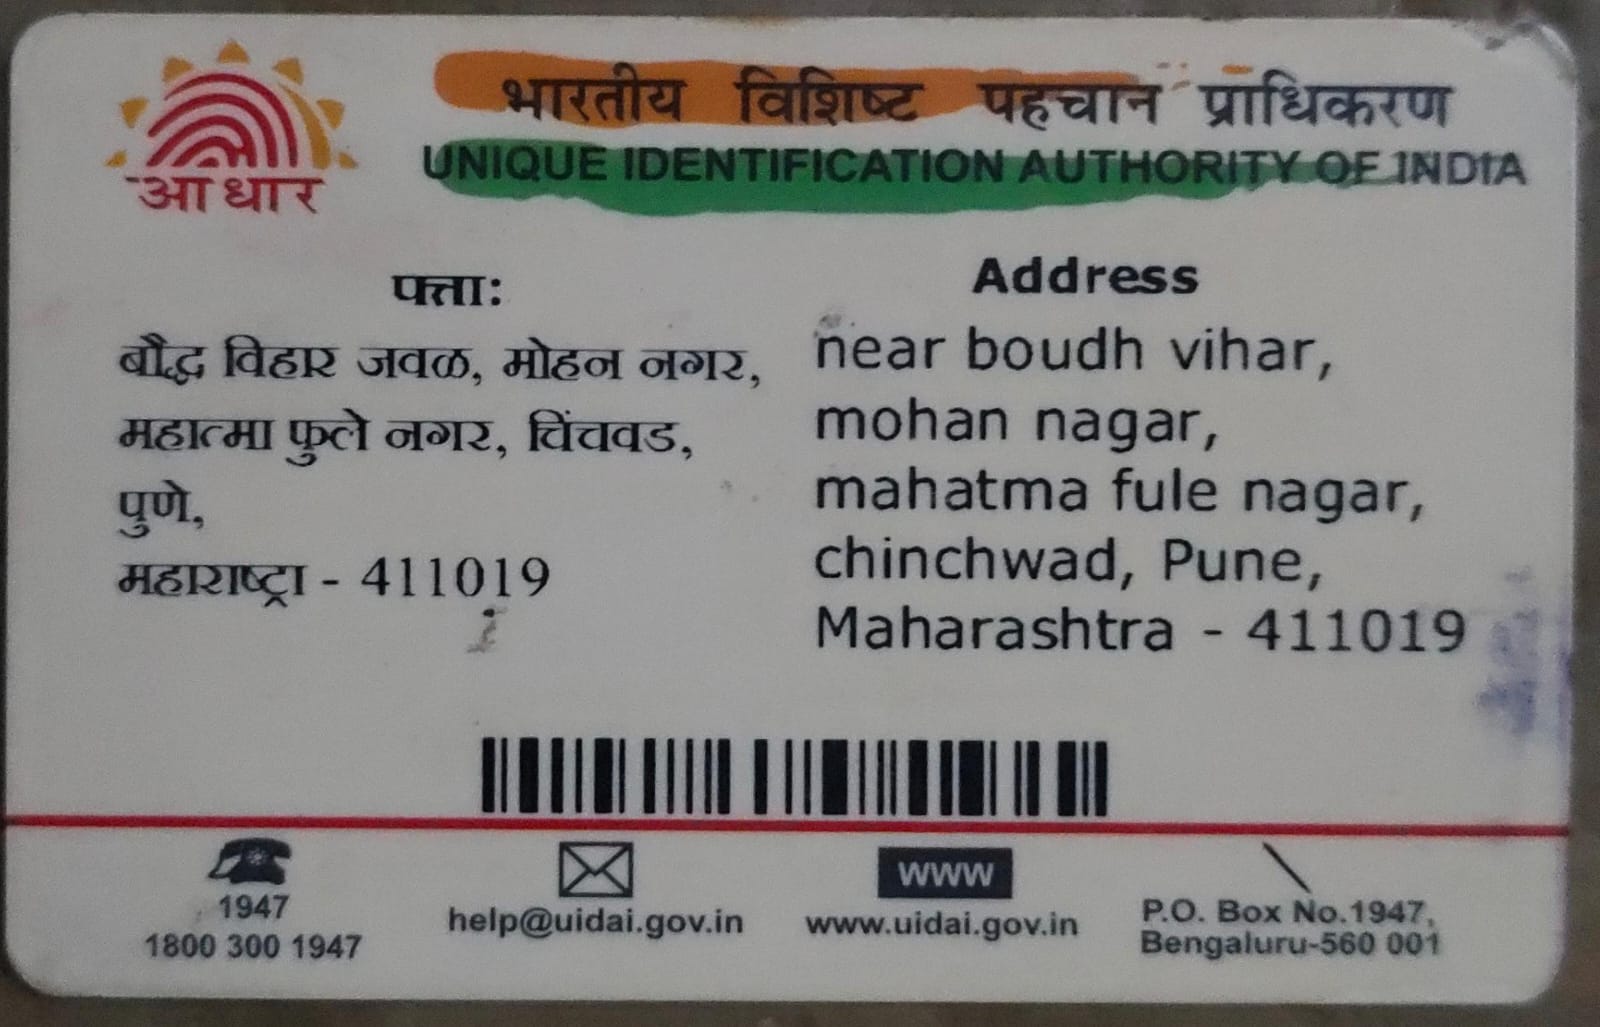 आधार
भारतीय विशिष्ट पहचान प्राधिकरण
UNIQUE IDENTIFICATION AUTHORITY OF INDIA
पत्ता:
बौद्ध विहार जवळ, मोहन नगर,
महात्मा फुले नगर, चिंचवड,
पुणे,
महाराष्ट्रा - 411019
Address
near boudh vihar,
mohan nagar,
mahatma fule nagar,
chinchwad, Pune,
Maharashtra - 411019
1947
1800 300 1947
help@uidai.gov.in
www
www.uidai.gov.in
P.O. Box No.1947,
Bengaluru-560 001